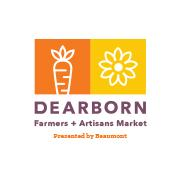 DEARBORN
Farmers + Artisans Market
Presented by Beaumont